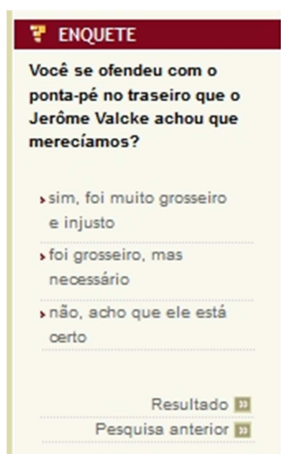 ENQUETE
Você se ofendeu com o
ponta-pé no traseiro que o
Jerôme Valcke achou que
merecíamos?
sim, foi muito grosseiro
e injusto
foi grosseiro, mas
necessário
não, acho que ele está
certo
Resultado
Pesquisa anterior